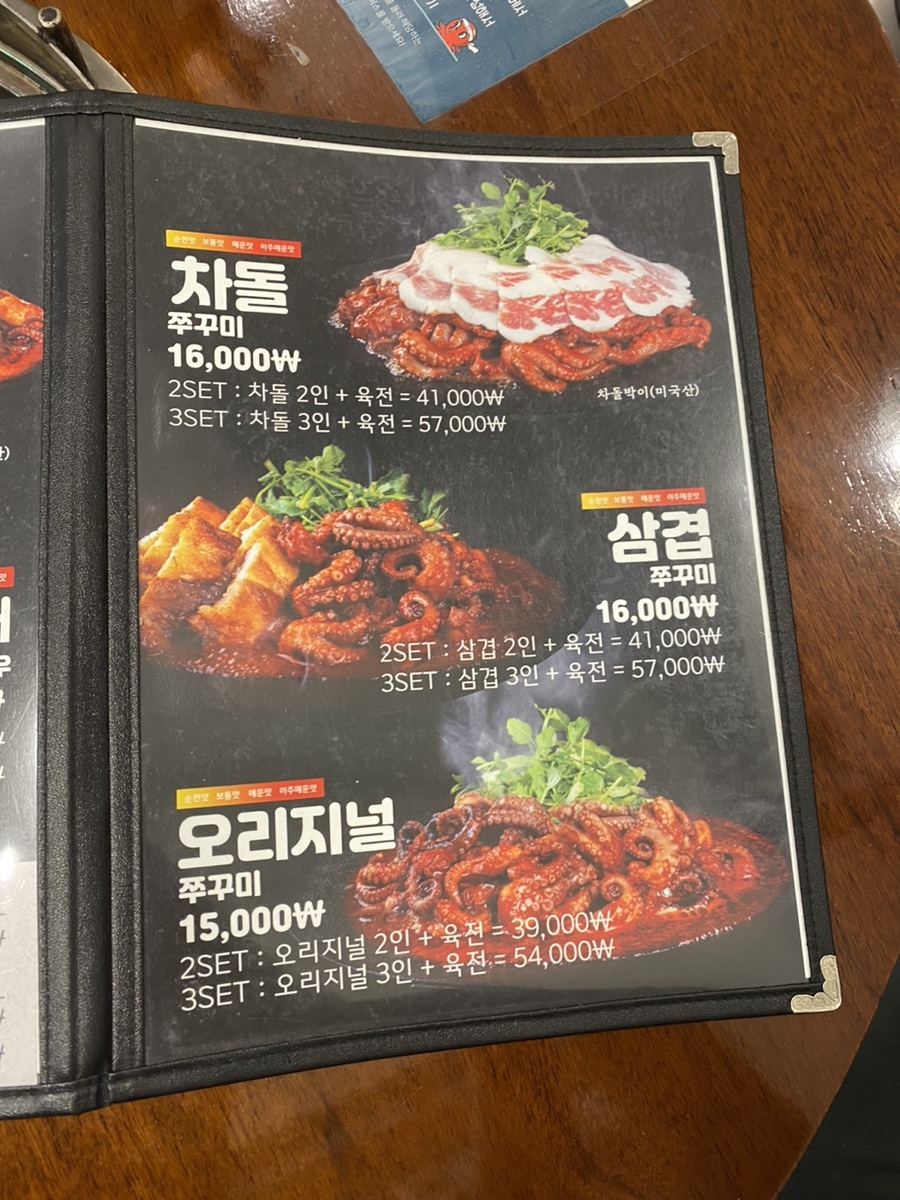 순한맛 보통맛 매운맛 아주매운맛
차돌
쭈꾸미
16,000₩
2SET : 차돌 2인 + 육전 = 41,000₩
3SET : 차돌 3인 + 육전 = 57,000₩
차돌박이(미국산)
순한맛 보통맛 매운맛 아주매운맛
삼겹
쭈꾸미
16,000₩
2SET : 삼겹 2인 + 육전 = 41,000₩
3SET : 삼겹 3인 + 육전 = 57,000₩
순한맛 보통맛 매운맛 아주매운맛
오리지널
쭈꾸미
15,000₩
2SET : 오리지널 2인 + 육전 = 39,000₩
3SET : 오리지널 3인 + 육전 = 54,000₩